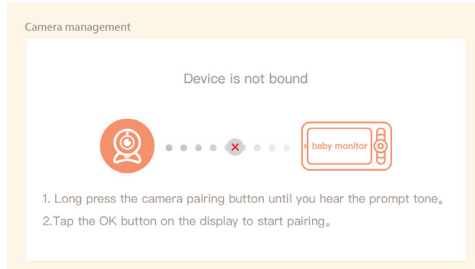 Camera management
Device is not bound
baby monitor
1. Long press the camera pairing button until you hear the prompt tone。
2.Tap the OK button on the display to start pairing。